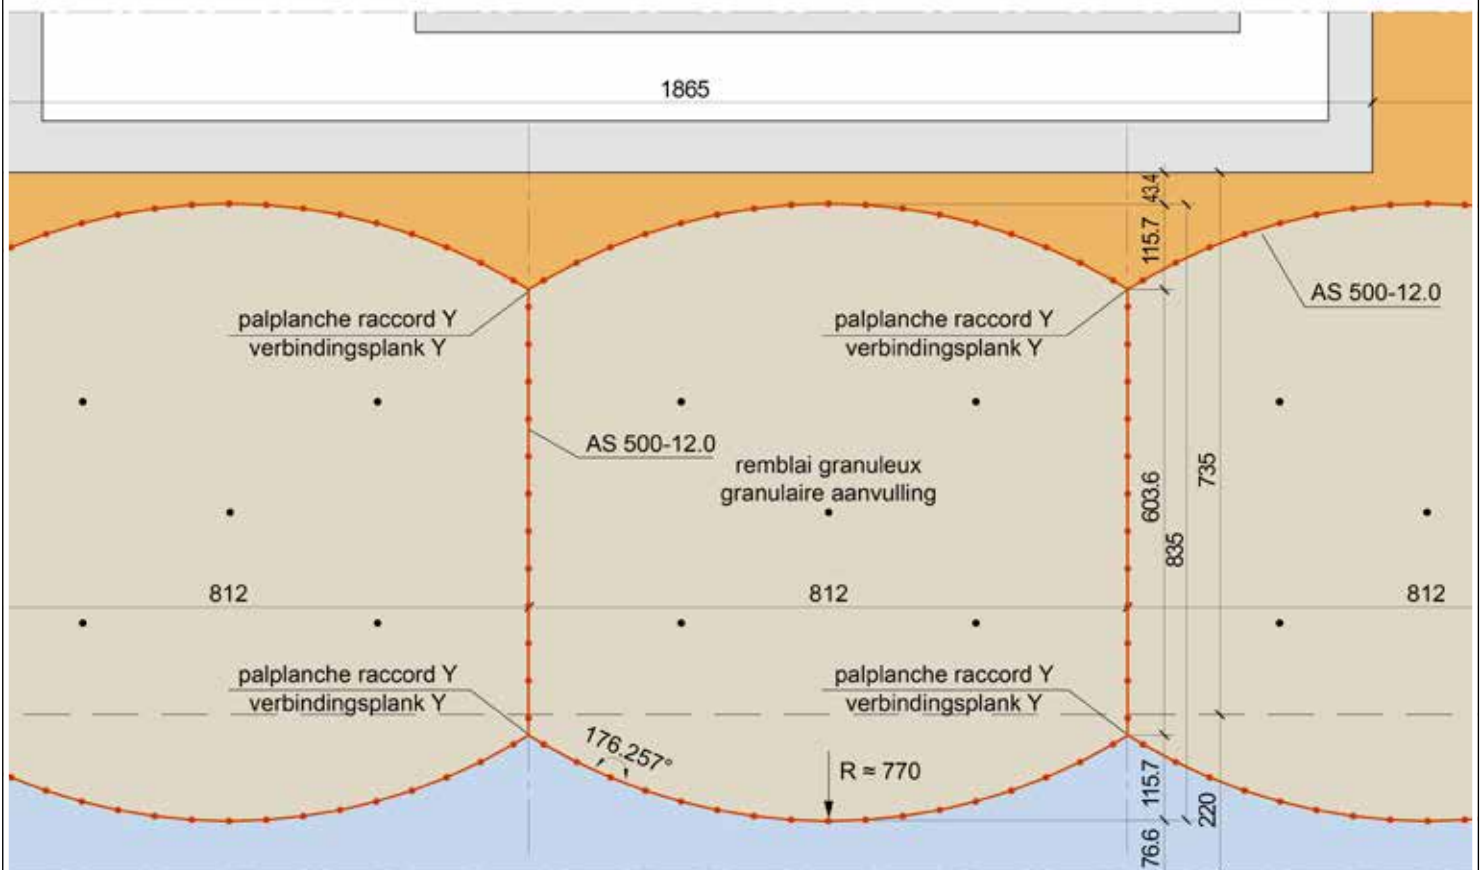 1865
43.4
115.7
AS 500-12.0
palplanche raccord Y
verbindingsplank Y
palplanche raccord Y
verbindingsplank Y
AS 500-12.0
remblai granuleux
granulaire aanvulling
603.6
835
735
812
812
812
palplanche raccord Y
verbindingsplank Y
palplanche raccord Y
verbindingsplank Y
176.257°
R ≈ 770
115.7
220
76.6